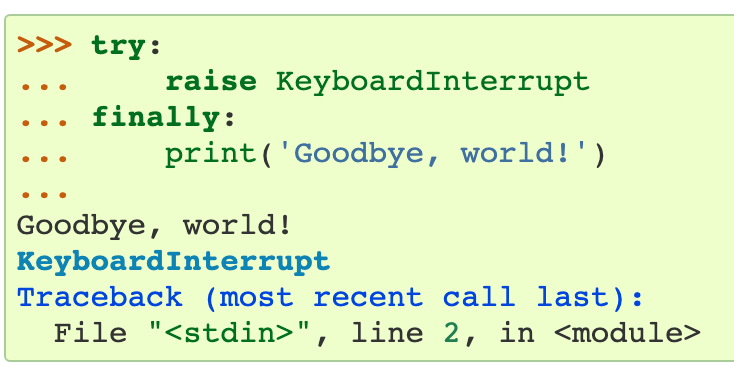 >>> try:
...     raise KeyboardInterrupt
... finally:
...     print('Goodbye, world!')
...
Goodbye, world!
KeyboardInterrupt
Traceback (most recent call last):
  File "<stdin>", line 2, in <module>